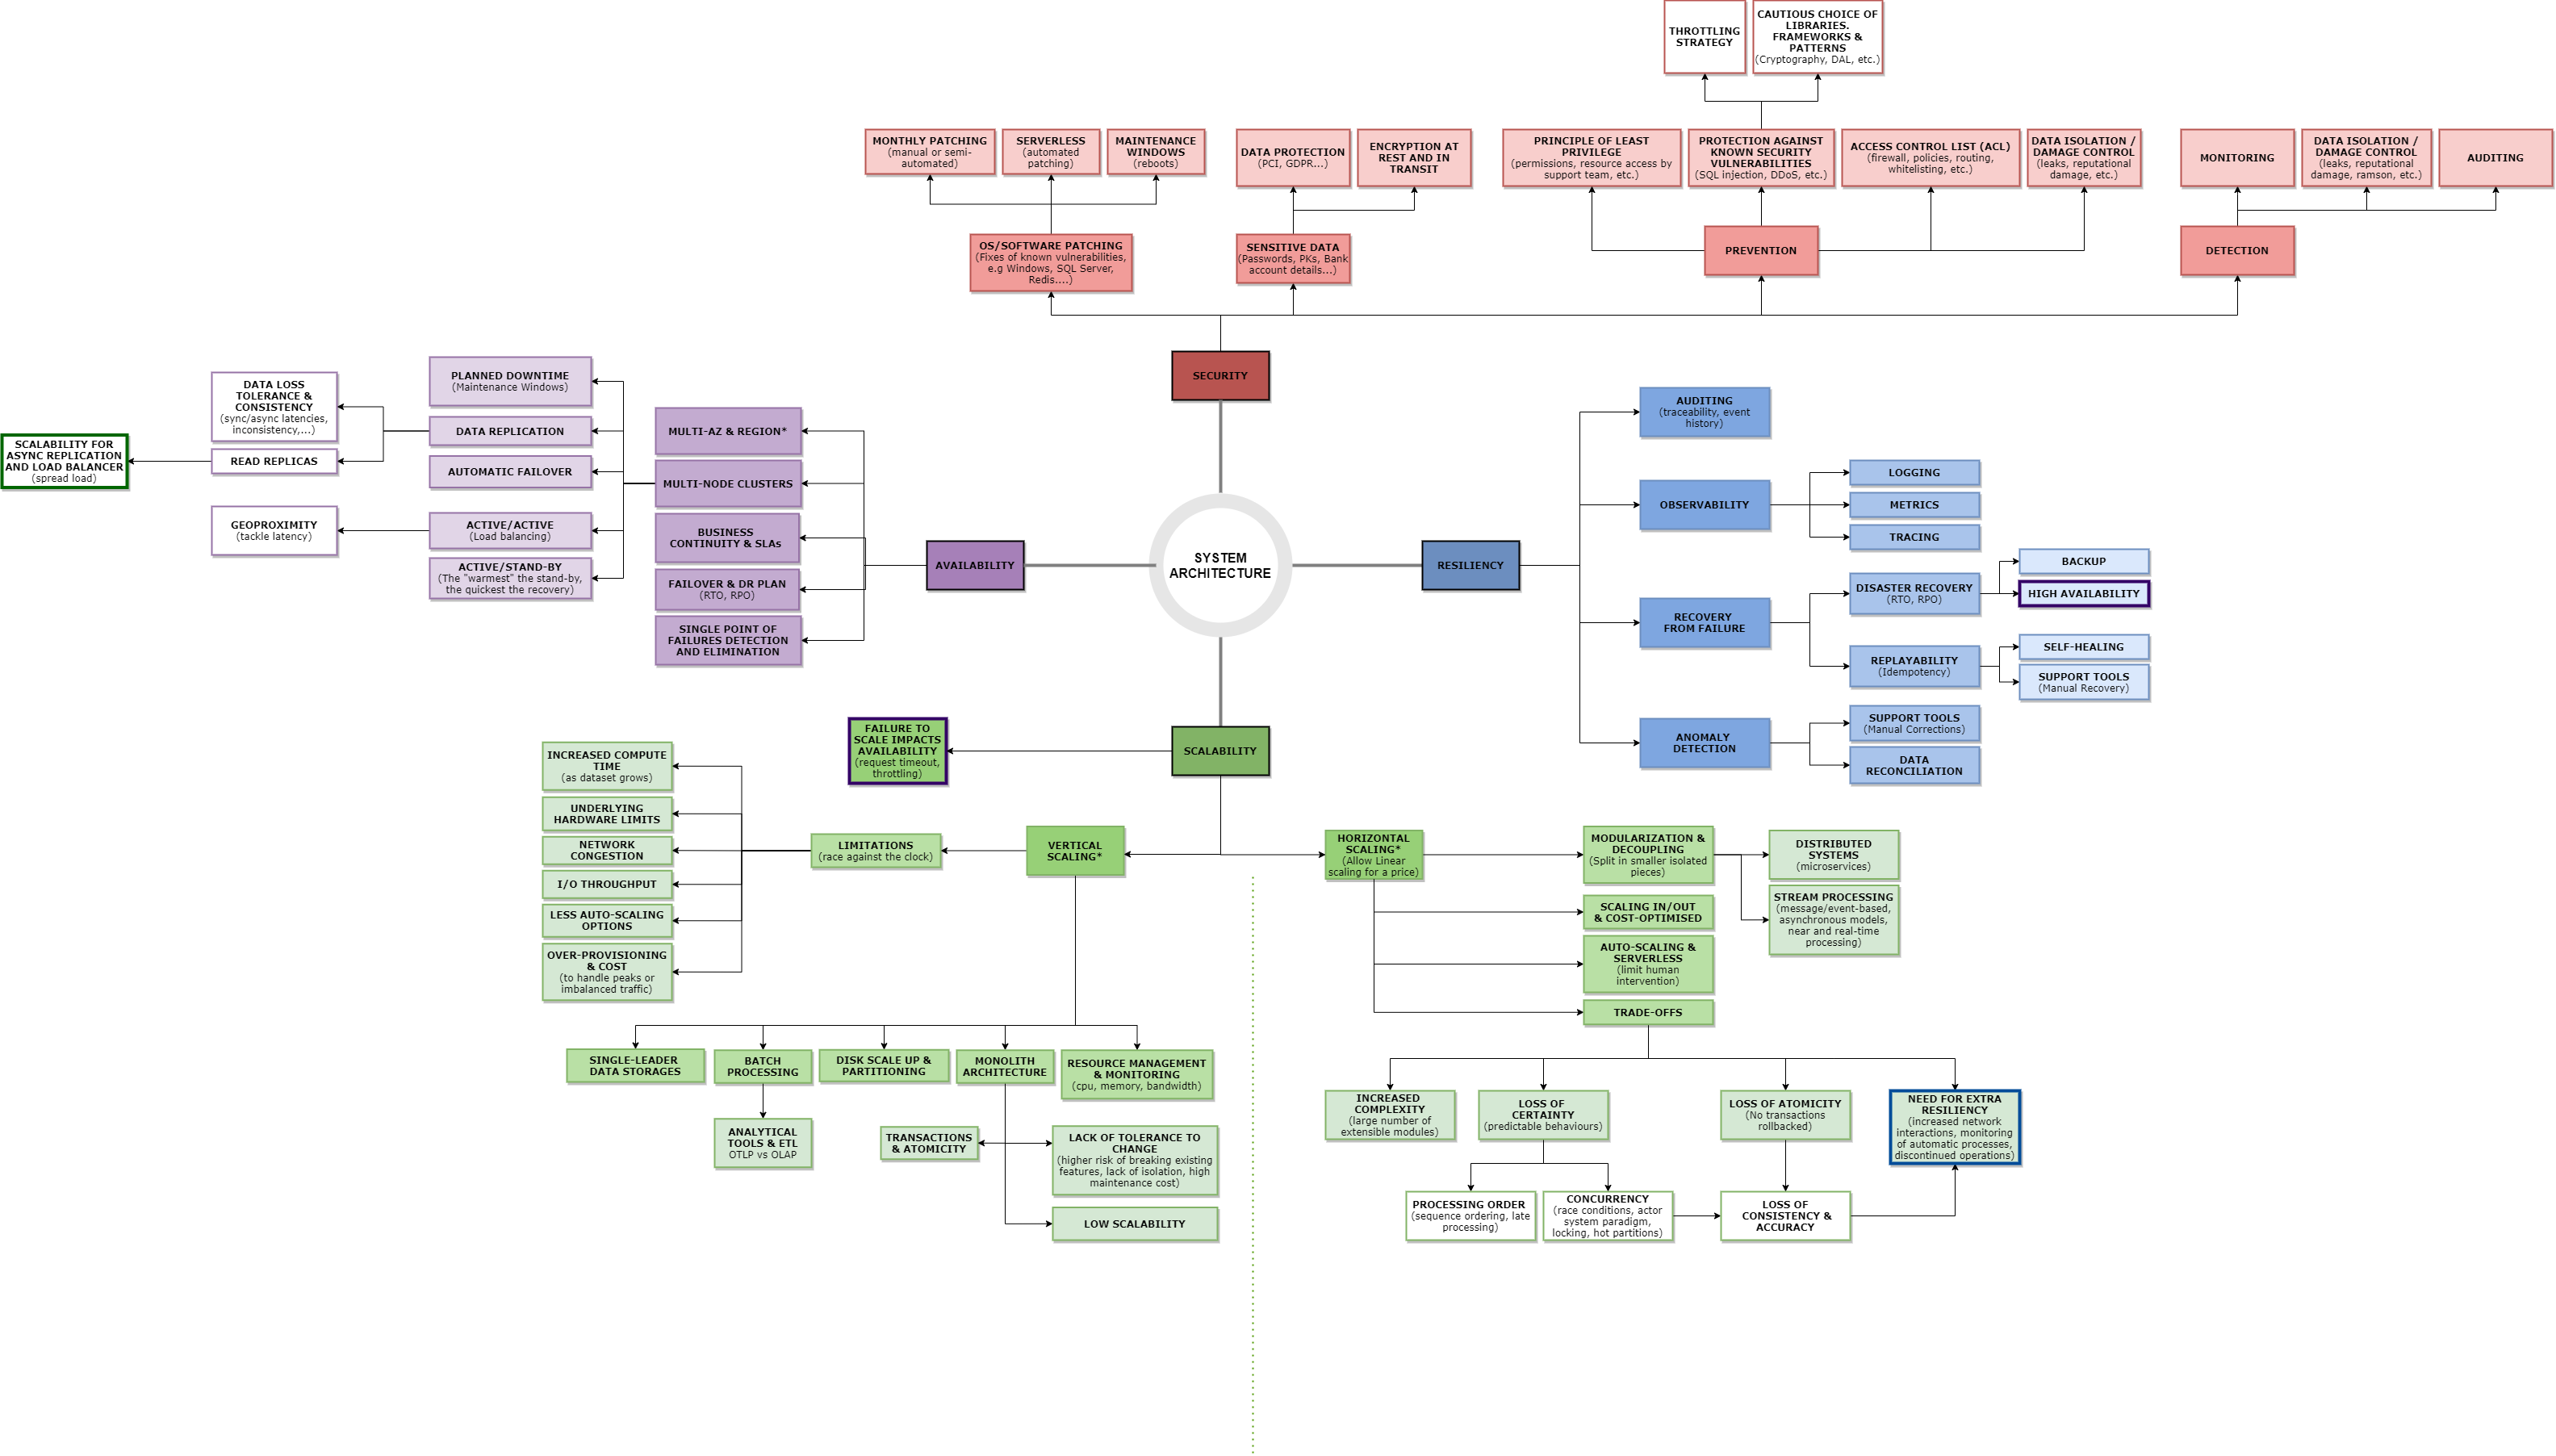 THROTTLING
STRATEGY
CAUTIOUS CHOICE OF
LIBRARIES.
FRAMEWORKS &
PATTERNS
(Cryptography, DAL, etc.)
MONTHLY PATCHING
(manual or semi-
automated)
SERVERLESS
(automated
patching)
MAINTENANCE
WINDOWS
(reboots)
DATA PROTECTION
(PCI, GDPR...)
ENCRYPTION AT
REST AND IN
TRANSIT
PRINCIPLE OF LEAST
PRIVILEGE
(permissions, resource access by
support team, etc.)
PROTECTION AGAINST
KNOWN SECURITY
VULNERABILITIES
(SQL injection, DDoS, etc.)
ACCESS CONTROL LIST (ACL)
(firewall, policies, routing,
whitelisting, etc.)
DATA ISOLATION /
DAMAGE CONTROL
(leaks, reputational
damage, etc.)
MONITORING
DATA ISOLATION /
DAMAGE CONTROL
(leaks, reputational
damage, ramson, etc.)
AUDITING
OS/SOFTWARE PATCHING
(Fixes of known vulnerabilities,
e.g Windows, SQL Server,
Redis....)
SENSITIVE DATA
(Passwords, PKs, Bank
account details...)
PREVENTION
DETECTION
SECURITY
PLANNED DOWNTIME
(Maintenance Windows)
DATA LOSS
TOLERANCE &
CONSISTENCY
(sync/async latencies,
inconsistency,...)
DATA REPLICATION
MULTI-AZ & REGION*
SCALABILITY FOR
ASYNC REPLICATION
AND LOAD BALANCER
(spread load)
READ REPLICAS
AUTOMATIC FAILOVER
MULTI-NODE CLUSTERS
GEOPROXIMITY
(tackle latency)
ACTIVE/ACTIVE
(Load balancing)
BUSINESS
CONTINUITY & SLAs
ACTIVE/STAND-BY
(The "warmest" the stand-by,
the quickest the recovery)
FAILOVER & DR PLAN
(RTO, RPO)
SINGLE POINT OF
FAILURES DETECTION
AND ELIMINATION
AVAILABILITY
SYSTEM
ARCHITECTURE
RESILIENCY
AUDITING
(traceability, event
history)
OBSERVABILITY
LOGGING
METRICS
TRACING
RECOVERY
FROM FAILURE
DISASTER RECOVERY
(RTO, RPO)
BACKUP
HIGH AVAILABILITY
REPLAYABILITY
(Idempotency)
SELF-HEALING
SUPPORT TOOLS
(Manual Recovery)
ANOMALY
DETECTION
SUPPORT TOOLS
(Manual Corrections)
DATA
RECONCILIATION
FAILURE TO
SCALE IMPACTS
AVAILABILITY
(request timeout,
throttling)
SCALABILITY
INCREASED COMPUTE
TIME
(as dataset grows)
UNDERLYING
HARDWARE LIMITS
NETWORK
CONGESTION
I/O THROUGHPUT
LESS AUTO-SCALING
OPTIONS
OVER-PROVISIONING
& COST
(to handle peaks or
imbalanced traffic)
LIMITATIONS
(race against the clock)
VERTICAL
SCALING*
HORIZONTAL
SCALING*
(Allow Linear
scaling for a price)
MODULARIZATION &
DECOUPLING
(Split in smaller isolated
pieces)
DISTRIBUTED
SYSTEMS
(microservices)
STREAM PROCESSING
(message/event-based,
asynchronous models,
near and real-time
processing)
SCALING IN/OUT
& COST-OPTIMISED
AUTO-SCALING &
SERVERLESS
(limit human
intervention)
TRADE-OFFS
SINGLE-LEADER
DATA STORAGES
BATCH
PROCESSING
DISK SCALE UP &
PARTITIONING
MONOLITH
ARCHITECTURE
RESOURCE MANAGEMENT
& MONITORING
(cpu, memory, bandwidth)
ANALYTICAL
TOOLS & ETL
OTLP vs OLAP
TRANSACTIONS
& ATOMICITY
LACK OF TOLERANCE TO
CHANGE
(higher risk of breaking existing
features, lack of isolation, high
maintenance cost)
LOW SCALABILITY
INCREASED
COMPLEXITY
(large number of
extensible modules)
LOSS OF
CERTAINTY
(predictable behaviours)
LOSS OF ATOMICITY
(No transactions
rollbacked)
NEED FOR EXTRA
RESILIENCY
(increased network
interactions, monitoring
of automatic processes,
discontinued operations)
PROCESSING ORDER
(sequence ordering, late
processing)
CONCURRENCY
(race conditions, actor
system paradigm,
locking, hot partitions)
LOSS OF
CONSISTENCY &
ACCURACY